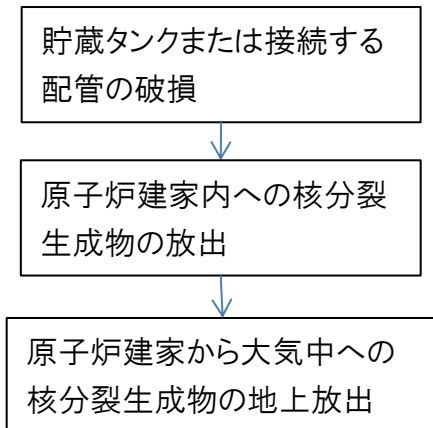 貯蔵タンクまたは接続する
配管の破損
原子炉建家内への核分裂
生成物の放出
原子炉建家から大気中への
核分裂生成物の地上放出